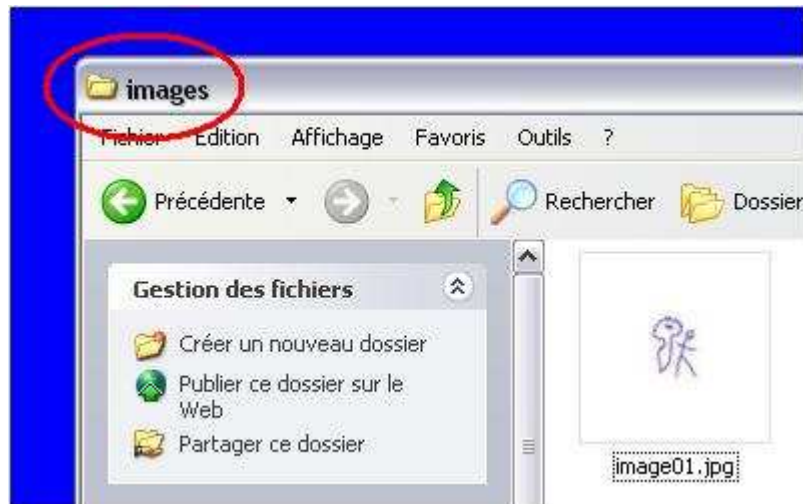 images
Fichier Edition Affichage Favoris Outils ?
Précédente Rechercher Dossier
Gestion des fichiers
Créer un nouveau dossier
Publier ce dossier sur le
Web
Partager ce dossier
image01.jpg